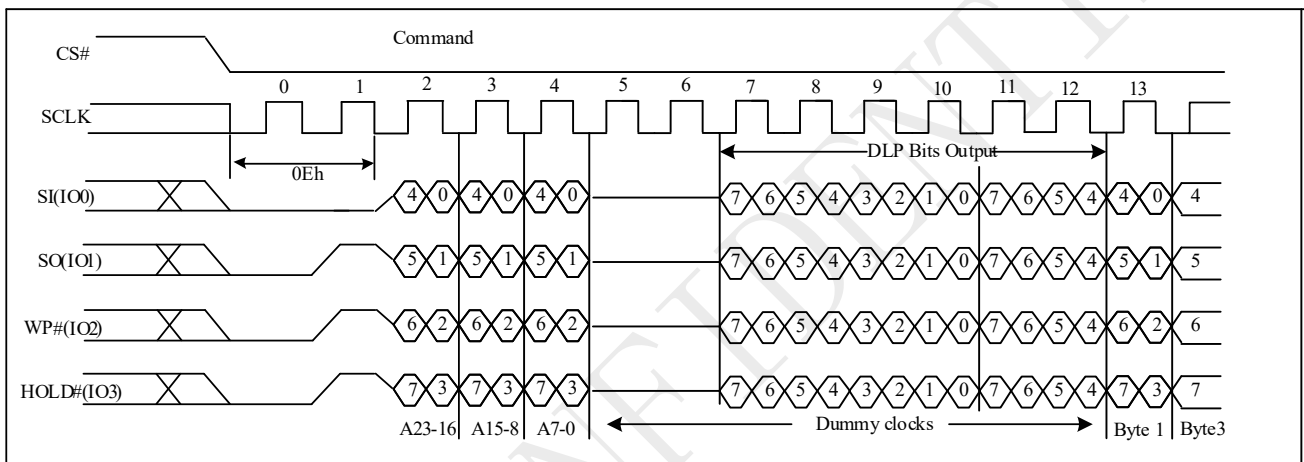 Command
CS#
0 1 2 3 4 5 6 7 8 9 10 11 12 13
SCLK
DLP Bits Output
0Eh
SI(IO0) 4 0 4 0 4 0 7 6 5 4 3 2 1 0 7 6 5 4 4 0 4
SO(IO1) 5 1 5 1 5 1 7 6 5 4 3 2 1 0 7 6 5 4 5 1 5
WP#(IO2) 6 2 6 2 6 2 7 6 5 4 3 2 1 0 7 6 5 4 6 2 6
HOLD#(IO3) 7 3 7 3 7 3 7 6 5 4 3 2 1 0 7 6 5 4 7 3 7
A23-16 A15-8 A7-0 Dummy clocks Byte 1 Byte3
NFIDENT